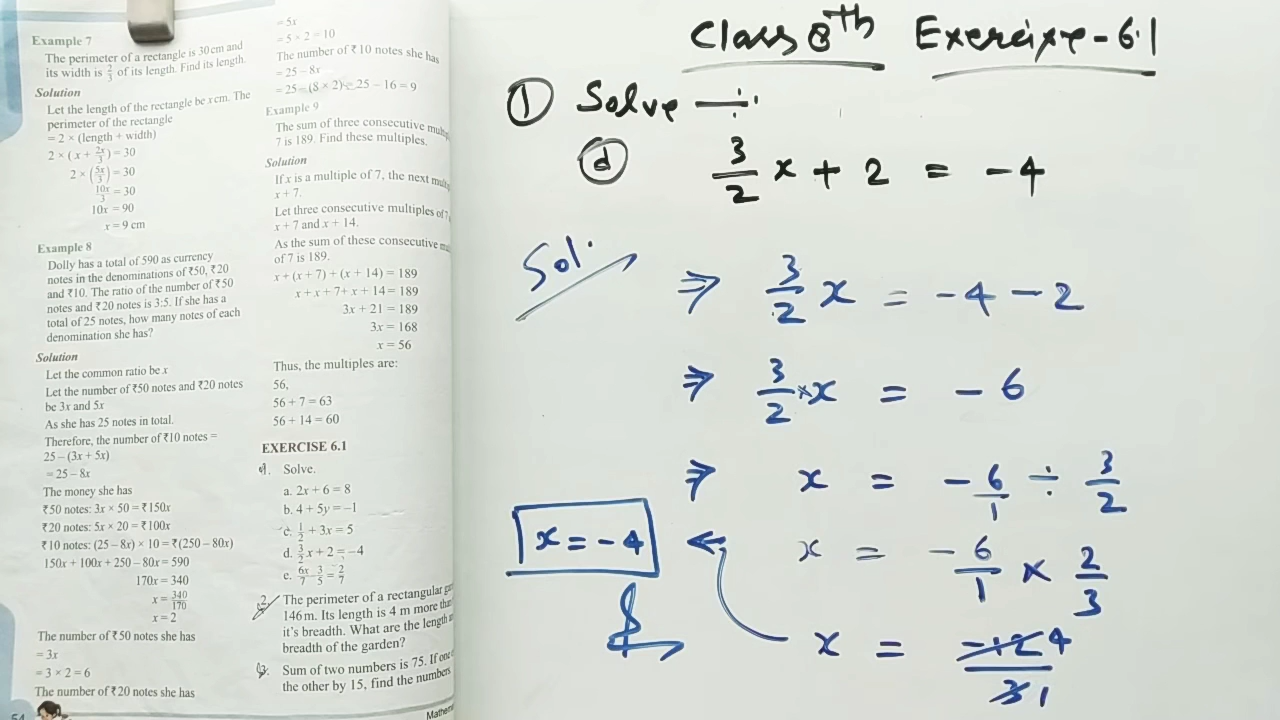 Example 7
The perimeter of a rectangle is 30 cm and
its width is 2/3 of its length. Find its length.
Solution
Let the length of the rectangle be x cm. The
perimeter of the rectangle
= 2 × (length + width)
2 × (x + 2x/3) = 30
2 × (5x/3) = 30
10x/3 = 30
10x = 90
x = 9 cm
Example 8
Dolly has a total of 590 as currency
notes in the denominations of ₹50, ₹20
and ₹10. The ratio of the number of ₹50
notes and ₹20 notes is 3:5. If she has a
total of 25 notes, how many notes of each
denomination she has?
Solution
Let the common ratio be x
Let the number of ₹50 notes and ₹20 notes
be 3x and 5x
As she has 25 notes in total.
Therefore, the number of ₹10 notes =
25 – (3x + 5x)
= 25 – 8x
The money she has
₹50 notes: 3x × 50 = ₹150x
₹20 notes: 5x × 20 = ₹100x
₹10 notes: (25 – 8x) × 10 = ₹(250 – 80x)
150x + 100x + 250 – 80x = 590
170x = 340
x = 340/170
x = 2
The number of ₹50 notes she has
= 3x
= 3 × 2 = 6
The number of ₹20 notes she has
54
= 5x
= 5 × 2 = 10
The number of ₹10 notes she has
= 25 – 8x
= 25 – (8 × 2) = 25 – 16 = 9
Example 9
The sum of three consecutive
7 is 189. Find these multiples.
Solution
If x is a multiple of 7, the next
x + 7.
Let three consecutive multiples of 7
x + 7 and x + 14.
As the sum of these consecutive
of 7 is 189.
x + (x + 7) + (x + 14) = 189
x + x + 7 + x + 14 = 189
3x + 21 = 189
3x = 168
x = 56
Thus, the multiples are:
56,
56 + 7 = 63
56 + 14 = 60
EXERCISE 6.1
1. Solve.
a. 2x + 6 = 8
b. 4 + 5y = –1
c. 1/2 + 3x = 5
d. 3/2 x + 2 = –4
e. 6x/7 · 3/5 = 2/7
2. The perimeter of a rectangular
146 m. Its length is 4 m more
it's breadth. What are the length
breadth of the garden?
3. Sum of two numbers is 75. If one
the other by 15, find the numbers
Class 8th Exercise-6.1
① Solve ÷
ⓓ 3/2 x + 2 = -4
Sol.
⇒ 3/2 x = -4 - 2
⇒ 3/2 × x = -6
⇒ x = -6/1 ÷ 3/2
x = -6/1 × 2/3
x = -12 4/3 1
x = -4